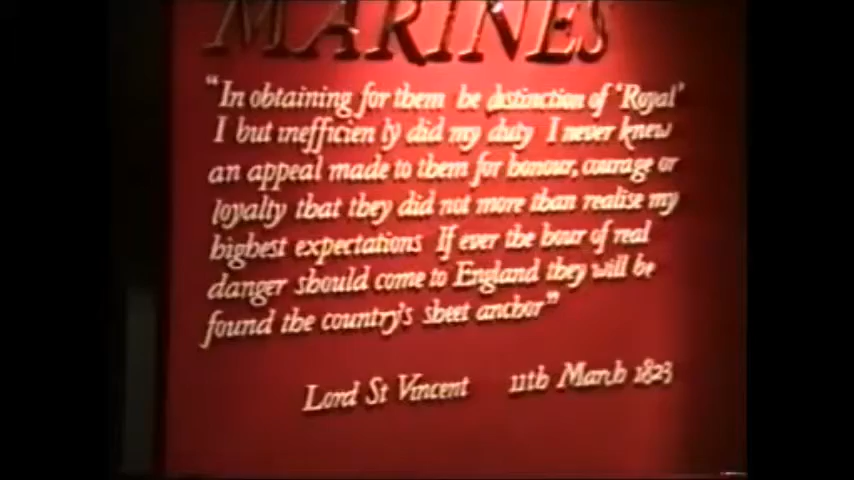 MARINES
"In obtaining for them he distinction of 'Royal'
I but inefficien ly did my duty I never knew
an appeal made to them for honour, courage or
loyalty that they did not more than realise my
highest expectations If ever the hour of real
danger should come to England they will be
found the country's sheet anchor"
Lord St Vincent 11th March 1823